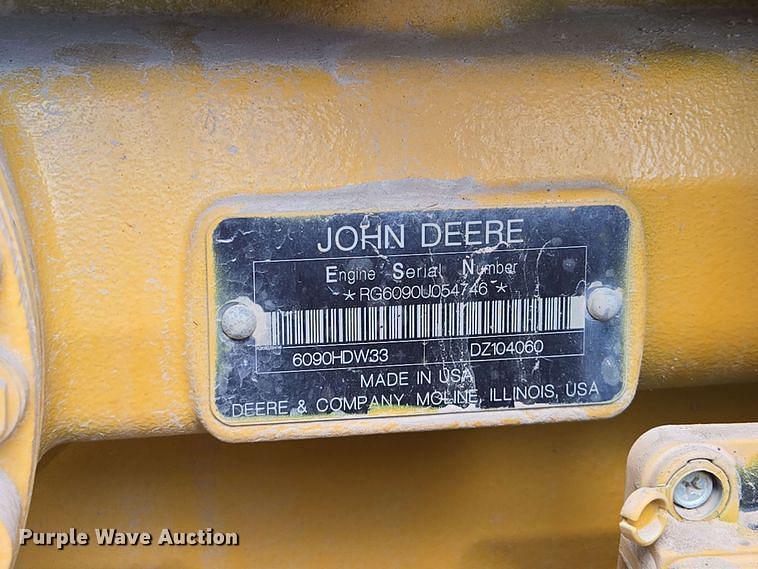 JOHN DEERE
Engine Serial Number
*RG6090U054746*
6090HDW33 DZ104060
MADE IN USA
DEERE & COMPANY, MOLINE, ILLINOIS, USA
Purple Wave Auction